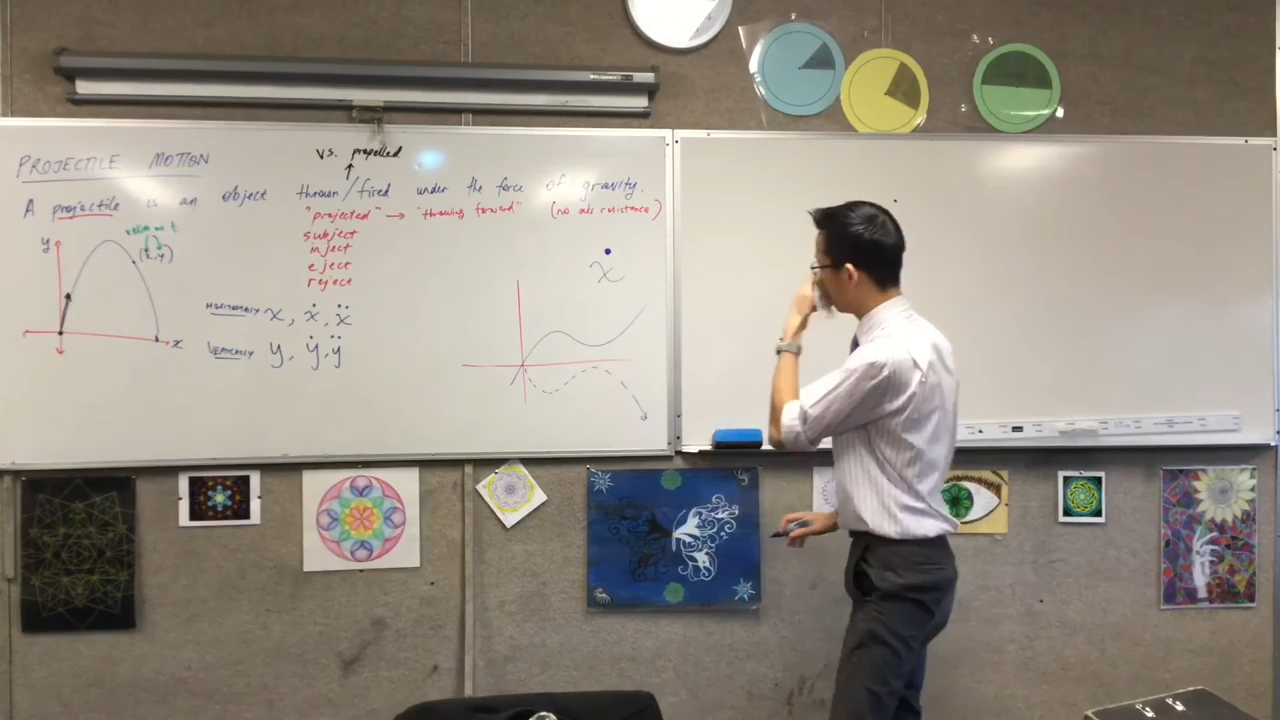 PROJECTILE MOTION
vs. propelled
A projectile is an object thrown/fired under the force of gravity.
"projected" → "throwing forward" (no air resistance)
subject
inject
eject
reject
y
(x, y)
x
HORIZONTALLY x, ẋ, ẍ
VERTICALLY y, ẏ, ÿ
ẋ